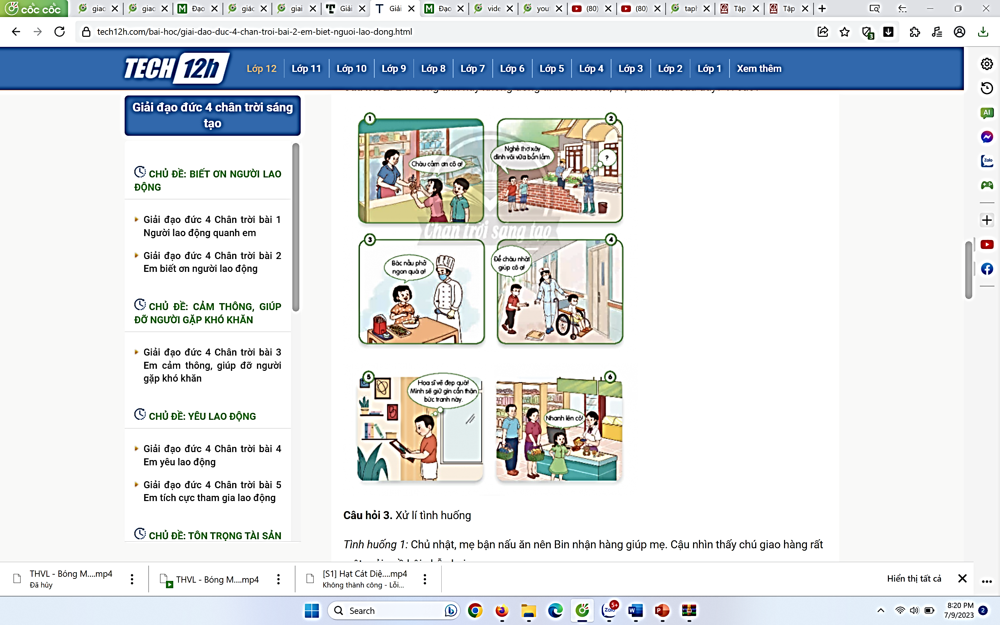 cốc cốc
giao
giao
Đạo
giác
giai
Giải
Giải
Đạo
vide
you
(80)
(80)
taph
Tập
Tập
tech12h.com/bai-hoc/giai-dao-duc-4-chan-troi-bai-2-em-biet-nguoi-lao-dong.html
3
TECH 12h
Lớp 12
Lớp 11
Lớp 10
Lớp 9
Lớp 8
Lớp 7
Lớp 6
Lớp 5
Lớp 4
Lớp 3
Lớp 2
Lớp 1
Xem thêm
Giải đạo đức 4 chân trời sáng
tạo
CHỦ ĐỀ: BIẾT ƠN NGƯỜI LAO
ĐỘNG
Giải đạo đức 4 Chân trời bài 1
Người lao động quanh em
Giải đạo đức 4 Chân trời bài 2
Em biết ơn người lao động
CHỦ ĐỀ: CẢM THÔNG, GIÚP
ĐỠ NGƯỜI GẶP KHÓ KHĂN
Giải đạo đức 4 Chân trời bài 3
Em cảm thông, giúp đỡ người
gặp khó khăn
CHỦ ĐỀ: YÊU LAO ĐỘNG
Giải đạo đức 4 Chân trời bài 4
Em yêu lao động
Giải đạo đức 4 Chân trời bài 5
Em tích cực tham gia lao động
CHỦ ĐỀ: TÔN TRỌNG TÀI SẢN
1
Cháu cảm ơn cô ạ!
2
Nghề thợ xây
dính vôi vữa bẩn lắm.
?
Chân trời sáng tạo
3
Bác nấu phở
ngon quá ạ!
4
Để cháu nhặt
giúp cô ạ!
5
Họa sĩ vẽ đẹp quá!
Mình sẽ giữ gìn cẩn thận
bức tranh này.
6
Nhanh lên cô!
Câu hỏi 3. Xử lí tình huống
Tình huống 1: Chủ nhật, mẹ bận nấu ăn nên Bin nhận hàng giúp mẹ. Cậu nhìn thấy chú giao hàng rất
AI
Zalo
THVL - Bóng M....mp4
Đã hủy
THVL - Bóng M....mp4
[S1] Hạt Cát Diệ....mp4
Không thành công - Lỗi...
Hiển thị tất cả
Search
5+
Zalo
W
P
8:20 PM
7/9/2023
2